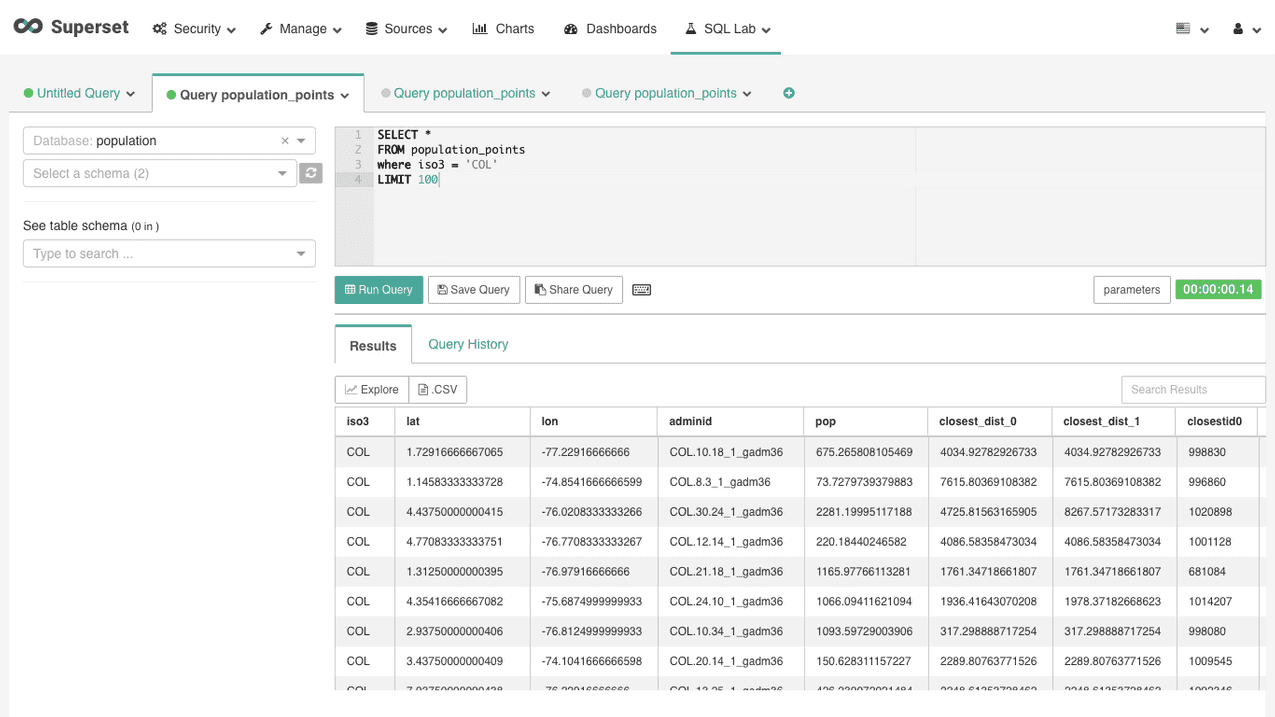 Superset Security Manage Sources Charts Dashboards SQL Lab
Untitled Query Query population_points Query population_points Query population_points
Database: population
Select a schema (2)
See table schema (0 in )
Type to search ...
1 SELECT *
2 FROM population_points
3 where iso3 = 'COL'
4 LIMIT 100
Run Query Save Query Share Query parameters 00:00:00.14
Results Query History
Explore .CSV Search Results
iso3 lat lon adminid pop closest_dist_0 closest_dist_1 closestid0
COL 1.72916666667065 -77.22916666666 COL.10.18_1_gadm36 675.265808105469 4034.92782926733 4034.92782926733 998830
COL 1.14583333333728 -74.8541666666599 COL.8.3_1_gadm36 73.7279739379883 7615.80369108382 7615.80369108382 996860
COL 4.43750000000415 -76.0208333333266 COL.30.24_1_gadm36 2281.19995117188 4725.81563165905 8267.57173283317 1020898
COL 4.77083333333751 -76.7708333333267 COL.12.14_1_gadm36 220.18440246582 4086.58358473034 4086.58358473034 1001128
COL 1.31250000000395 -76.97916666666 COL.21.18_1_gadm36 1165.97766113281 1761.34718661807 1761.34718661807 681084
COL 4.35416666667082 -75.6874999999933 COL.24.10_1_gadm36 1066.09411621094 1936.41643070208 1978.37182668623 1014207
COL 2.93750000000406 -76.8124999999933 COL.10.34_1_gadm36 1093.59729003906 317.298888717254 317.298888717254 998080
COL 3.43750000000409 -74.1041666666598 COL.20.14_1_gadm36 150.628311157227 2289.80763771526 2289.80763771526 1009545
COL